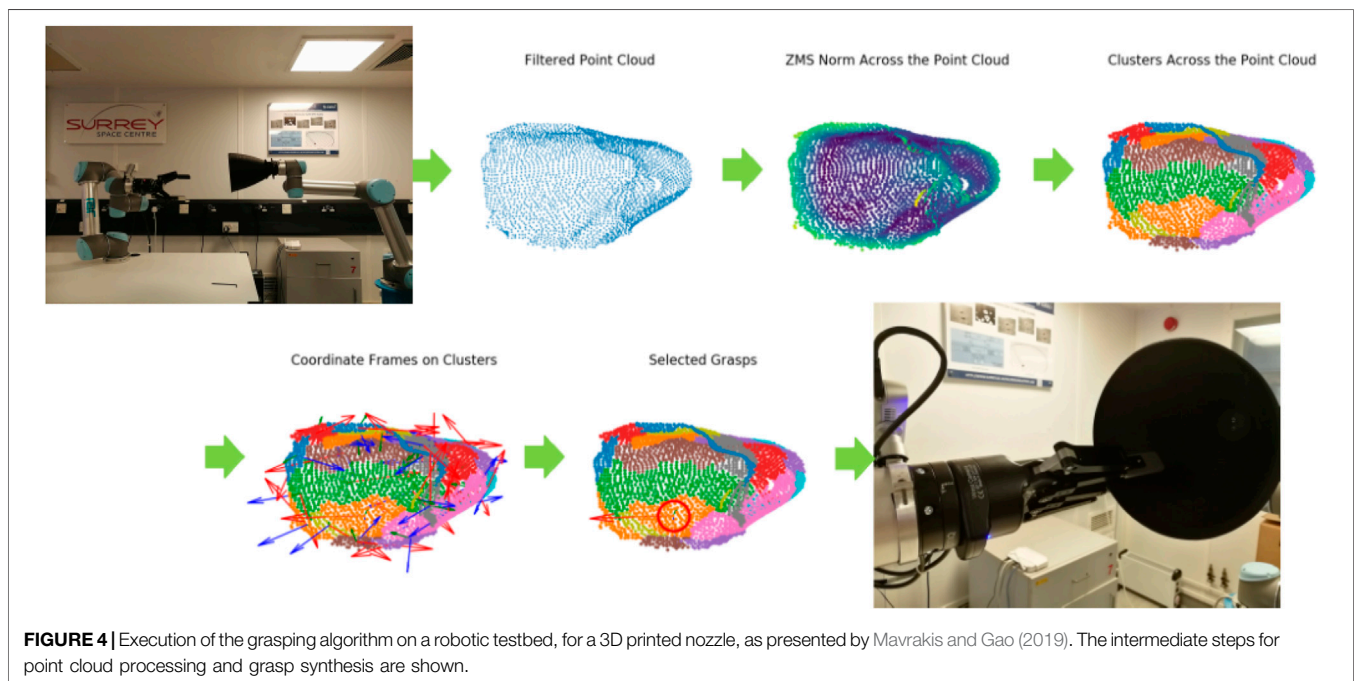 SURREY
SPACE CENTRE
Filtered Point Cloud
ZMS Norm Across the Point Cloud
Clusters Across the Point Cloud
Coordinate Frames on Clusters
Selected Grasps
FIGURE 4 | Execution of the grasping algorithm on a robotic testbed, for a 3D printed nozzle, as presented by Mavrakis and Gao (2019). The intermediate steps for
point cloud processing and grasp synthesis are shown.